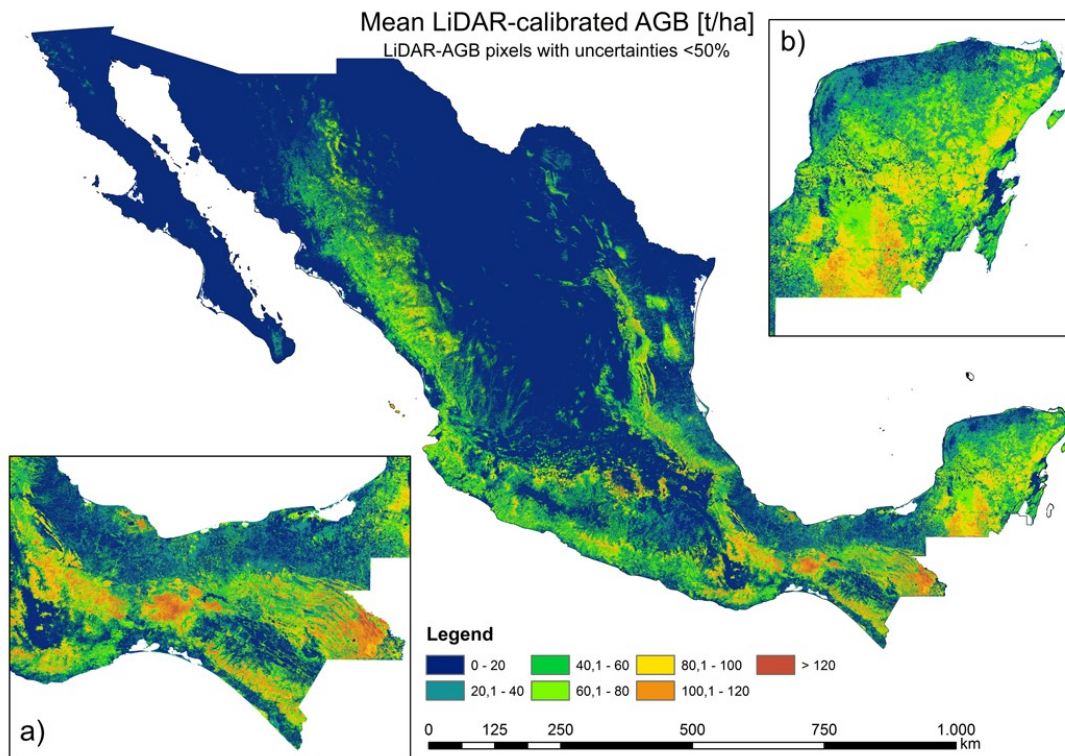 Mean LiDAR-calibrated AGB [t/ha]
LiDAR-AGB pixels with uncertainties <50%
b)
a)
Legend
0 - 20
40,1 - 60
80,1 - 100
> 120
20,1 - 40
60,1 - 80
100,1 - 120
0 125 250 500 750 1.000
km